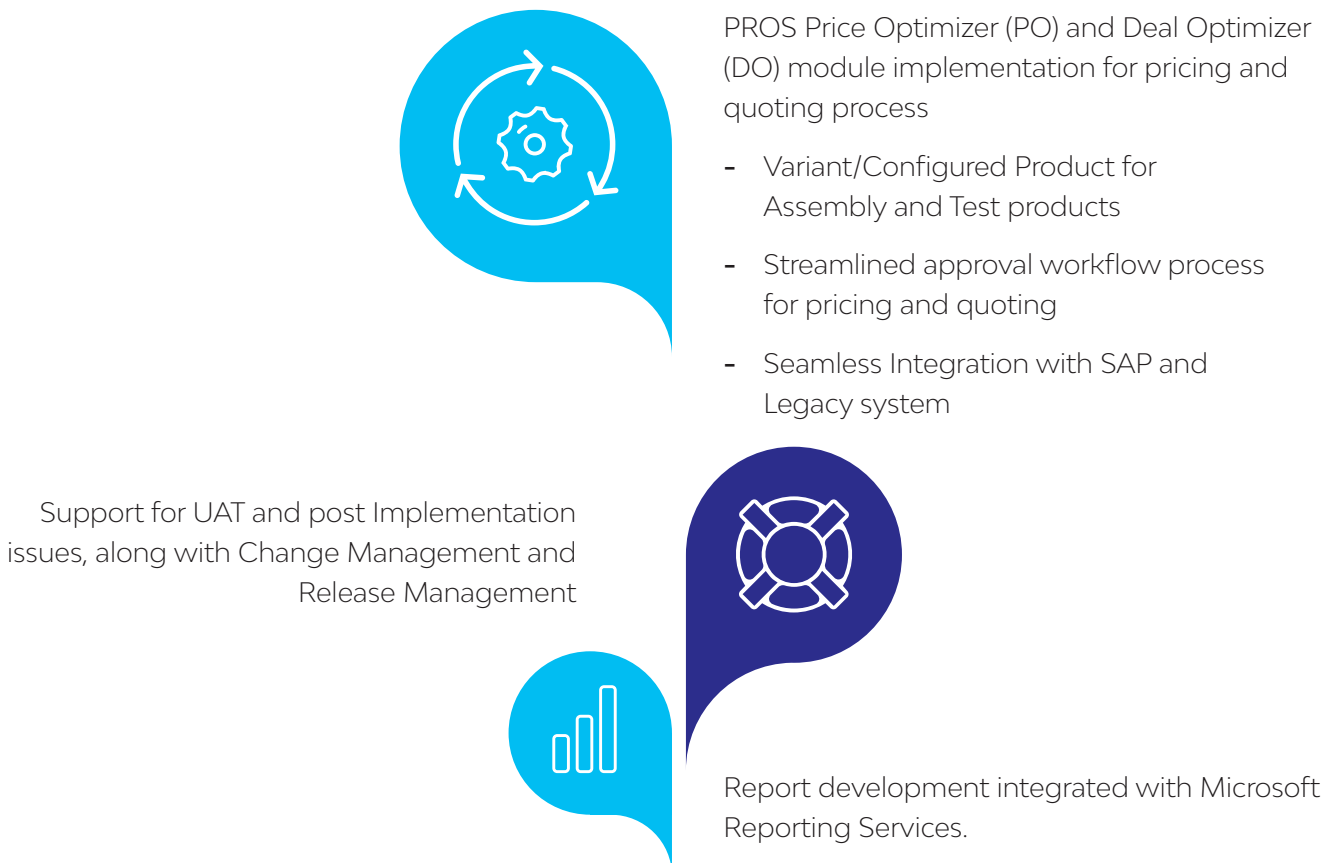 PROS Price Optimizer (PO) and Deal Optimizer
(DO) module implementation for pricing and
quoting process
- Variant/Configured Product for
Assembly and Test products
- Streamlined approval workflow process
for pricing and quoting
- Seamless Integration with SAP and
Legacy system
Support for UAT and post Implementation
issues, along with Change Management and
Release Management
Report development integrated with Microsoft
Reporting Services.